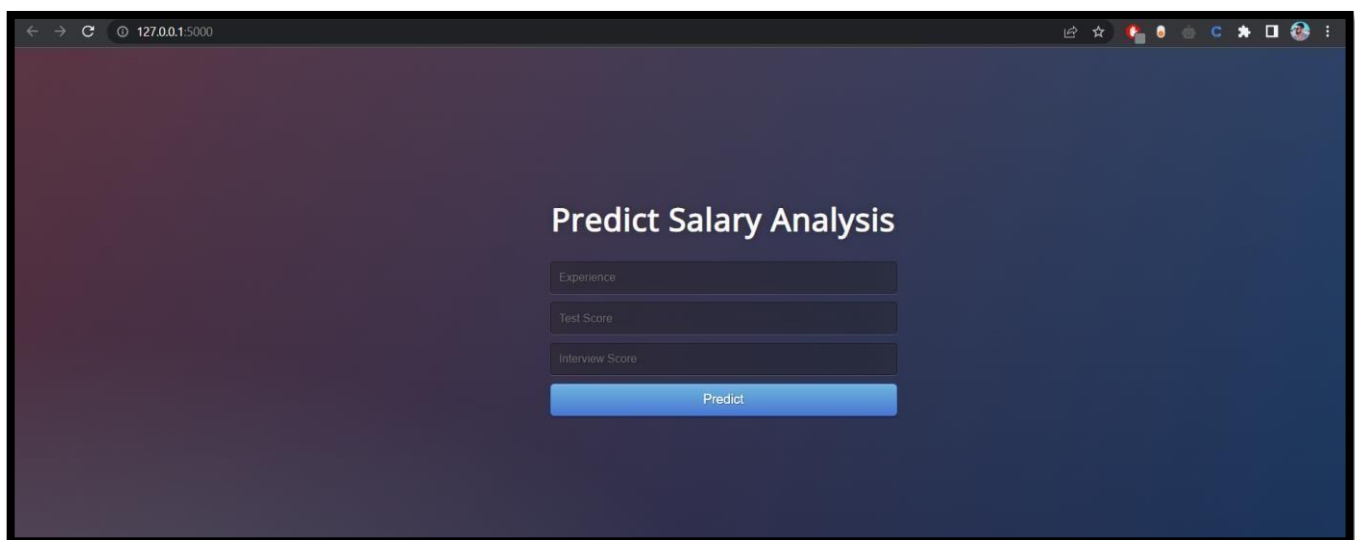 127.0.0.1:5000
Predict Salary Analysis
Experience
Test Score
Interview Score
Predict